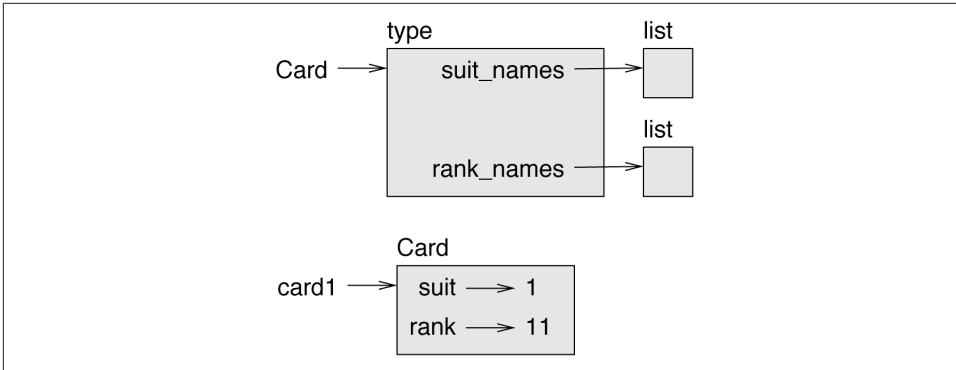 type list
Card suit_names
list
rank_names
Card
card1 suit 1
rank 11